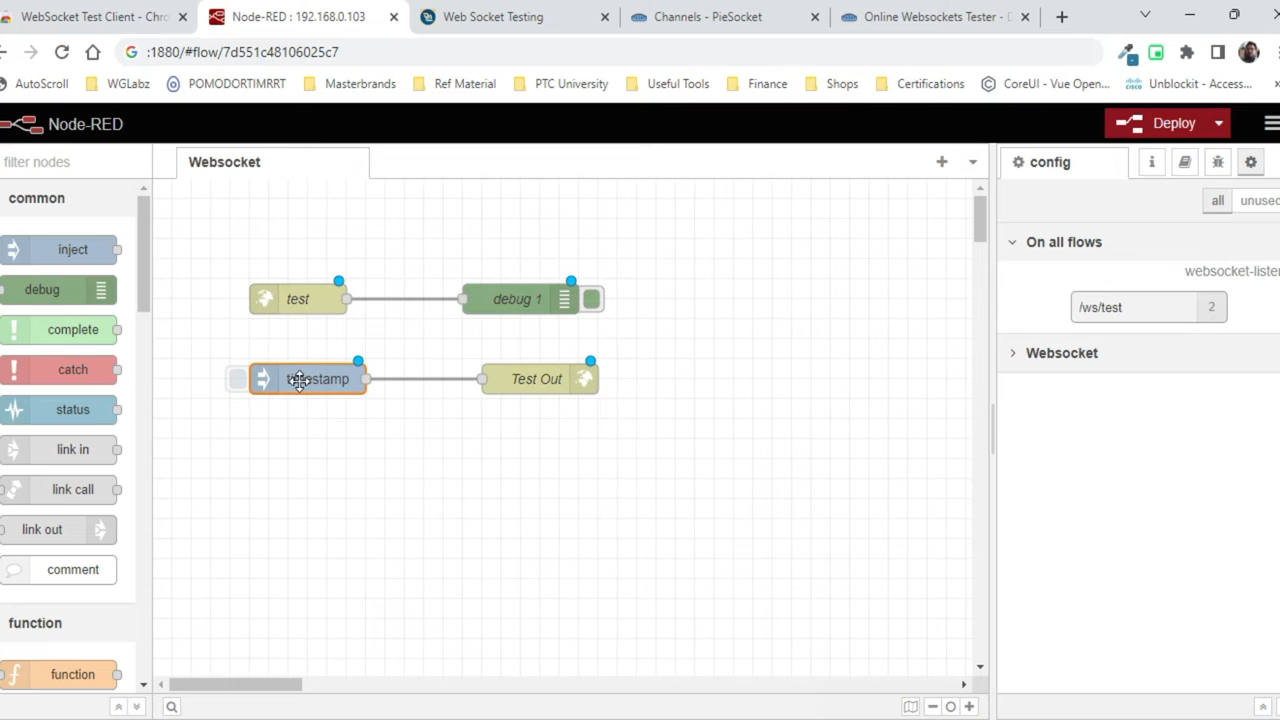 WebSocket Test Client - Chro
Node-RED : 192.168.0.103
Web Socket Testing
Channels - PieSocket
Online Websockets Tester - D
:1880/#flow/7d551c48106025c7
AutoScroll
WGLabz
POMODORTIMRRT
Masterbrands
Ref Material
PTC University
Useful Tools
Finance
Shops
Certifications
CoreUI - Vue Open...
Unblockit - Access...
Node-RED
Deploy
filter nodes
Websocket
config
common
all
unused
inject
On all flows
debug
websocket-liste
test
debug 1
/ws/test
2
complete
Websocket
catch
timestamp
Test Out
status
link in
link call
link out
comment
function
function